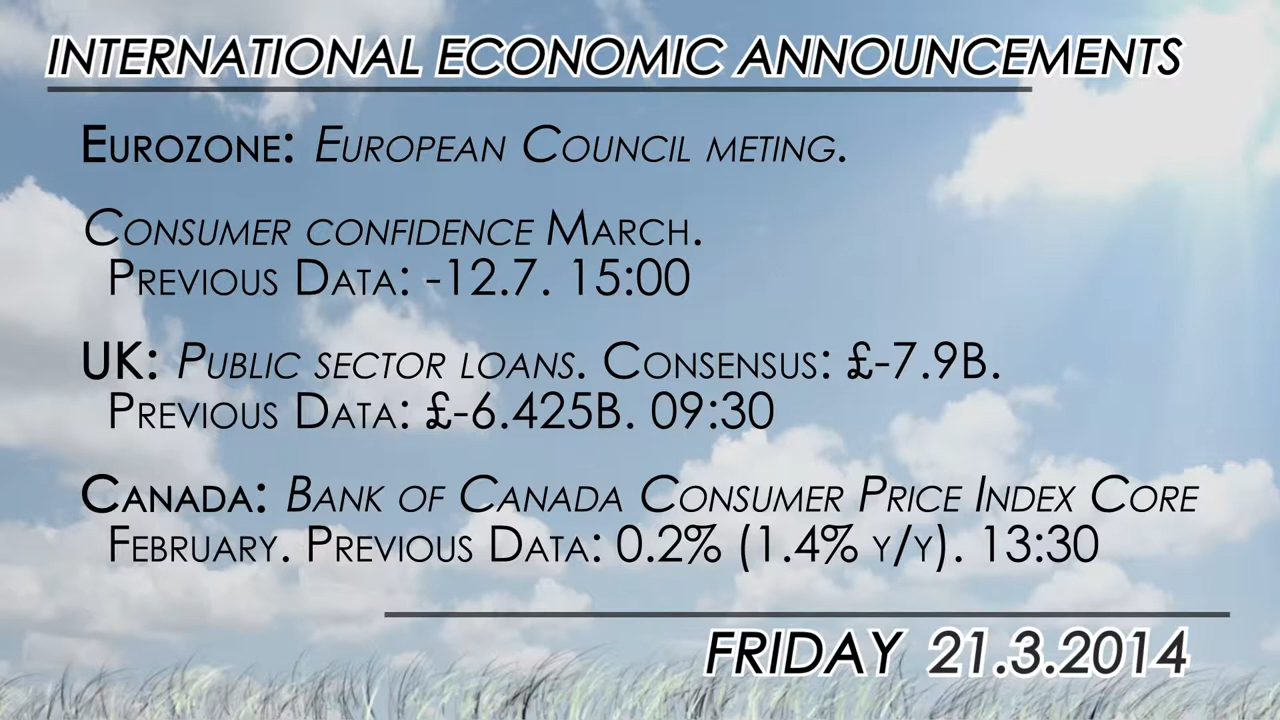 INTERNATIONAL ECONOMIC ANNOUNCEMENTS
EUROZONE: EUROPEAN COUNCIL METING.
CONSUMER CONFIDENCE MARCH.
PREVIOUS DATA: -12.7. 15:00
UK: PUBLIC SECTOR LOANS. CONSENSUS: £-7.9B.
PREVIOUS DATA: £-6.425B. 09:30
CANADA: BANK OF CANADA CONSUMER PRICE INDEX CORE
FEBRUARY. PREVIOUS DATA: 0.2% (1.4% Y/Y). 13:30
FRIDAY 21.3.2014